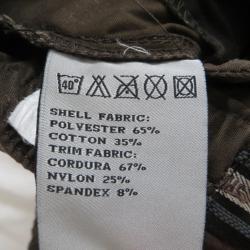 40°
SHELL FABRIC:
POLYESTER 65%
COTTON 35%
TRIM FABRIC:
CORDURA 67%
NYLON 25%
SPANDEX 8%